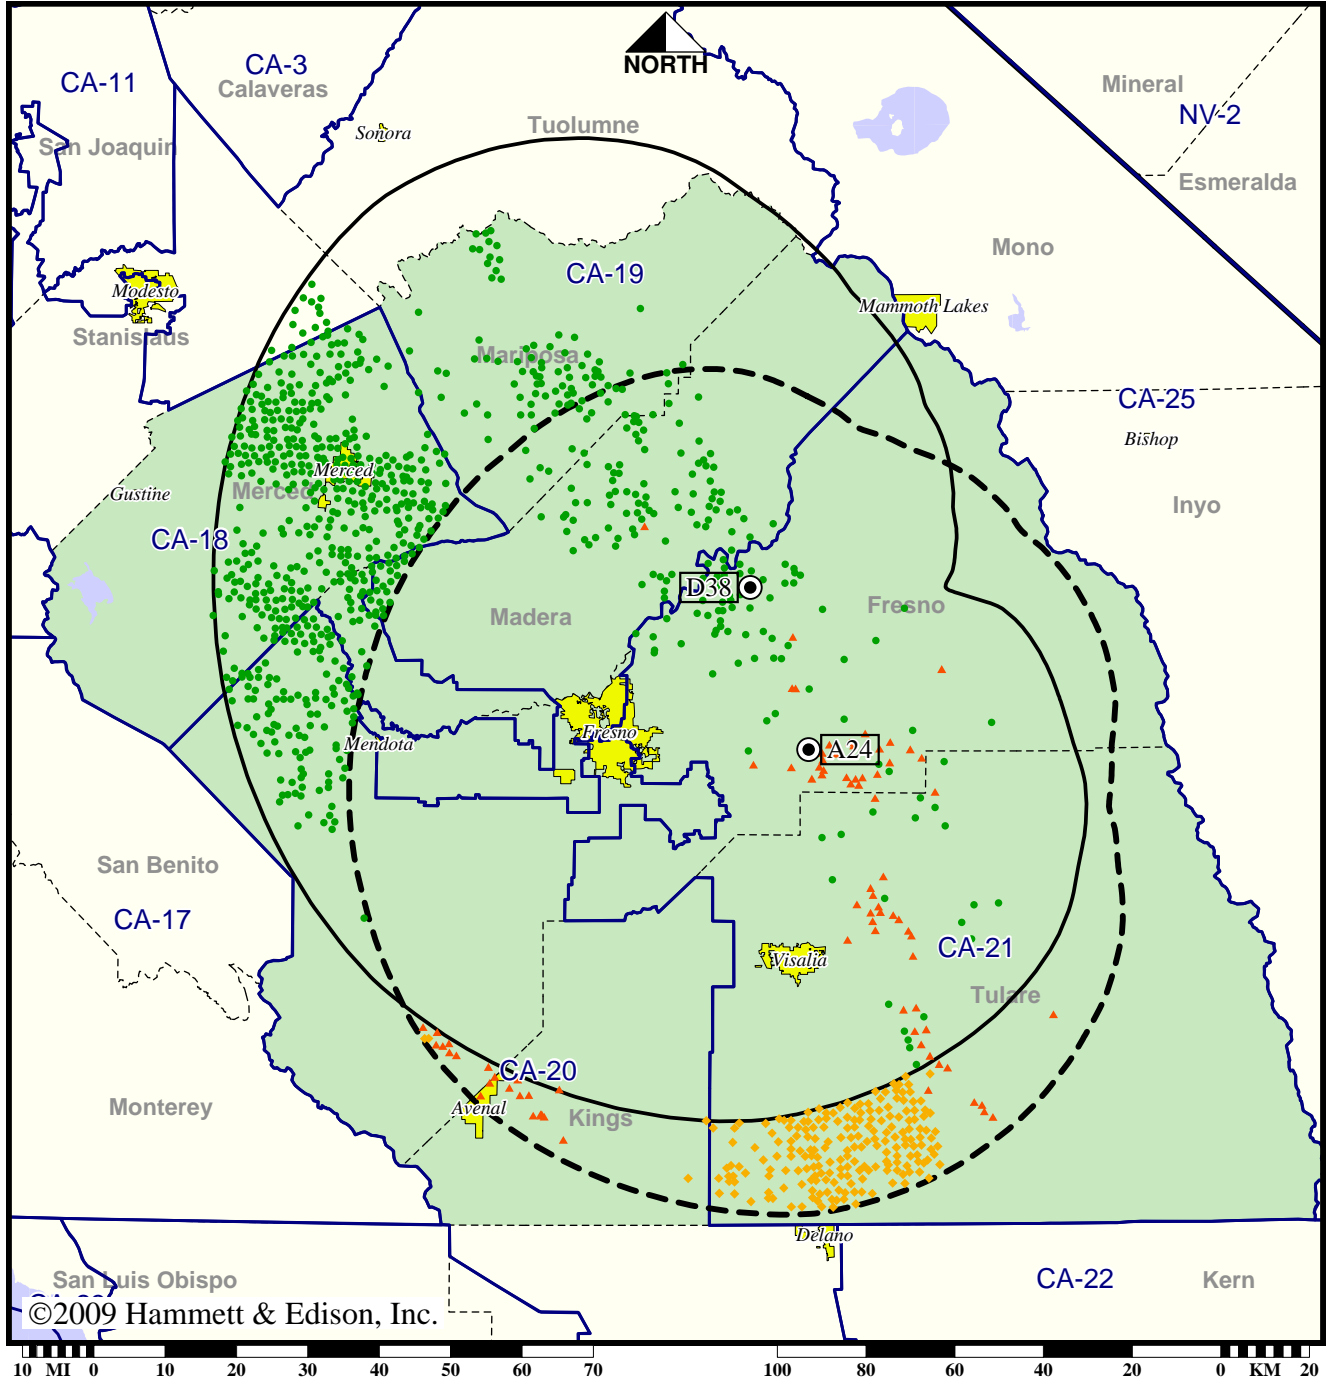 NORTH
CA-11
CA-3
Calaveras
Mineral
NV-2
Sonora
Tuolumne
San Joaquin
Esmeralda
Mono
CA-19
Modesto
Mammoth Lakes
Stanislaus
Mariposa
CA-25
Bishop
Merced
Gustine
Merced
Inyo
CA-18
D38
Madera
Fresno
Fresno
Mendota
A24
San Benito
CA-17
CA-21
Visalia
Tulare
CA-20
Monterey
Avenal
Kings
Delano
San Luis Obispo
CA-22
Kern
©2009 Hammett & Edison, Inc.
10 MI 0 10 20 30 40 50 60 70 100 80 60 40 20 0 KM 20